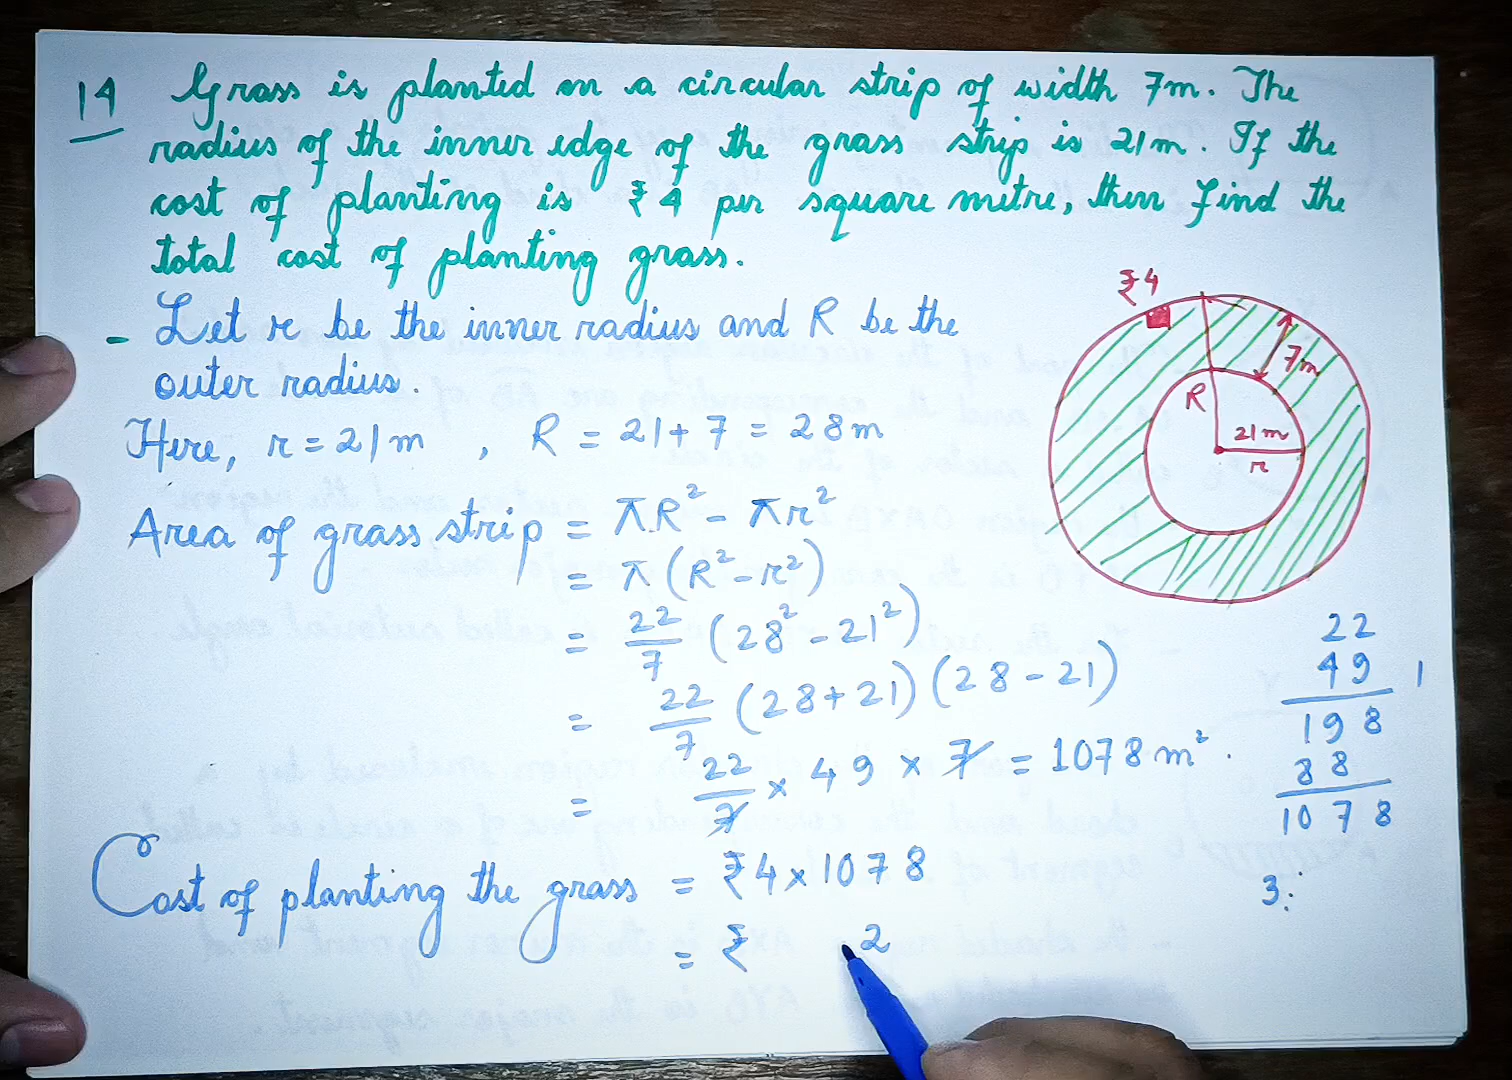 14 Grass is planted on a circular strip of width 7m. The
radius of the inner edge of the grass strip is 21m. If the
cost of planting is ₹4 per square metre, then find the
total cost of planting grass.
- Let r be the inner radius and R be the
outer radius.
Here, r = 21m , R = 21+7 = 28m
Area of grass strip = πR² - πr²
= π(R²-r²)
= 22/7 (28² - 21²)
= 22/7 (28+21)(28-21)
= 22/7 × 49 × 7 = 1078 m².
Cost of planting the grass = ₹4×1078
= ₹ 2
₹4
7m
R
21m
r
22
49 1
198
88
1078
3